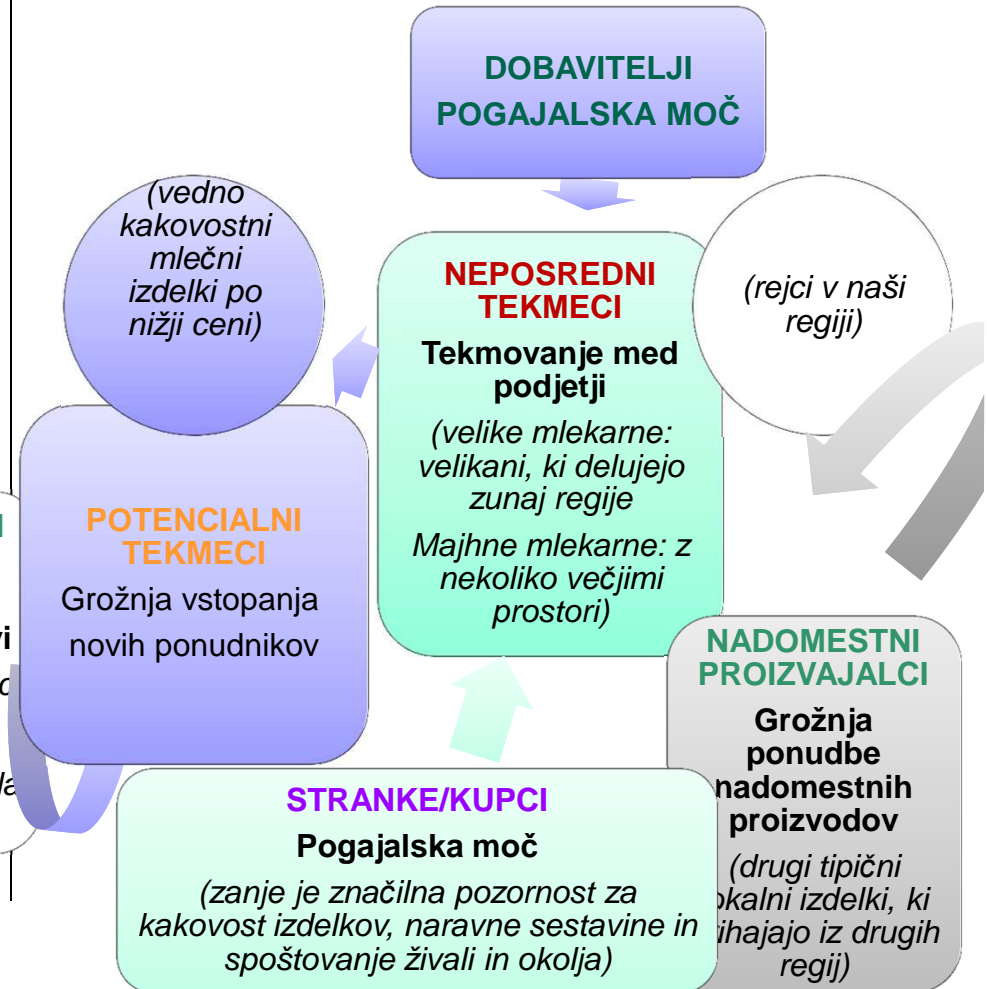 DOBAVITELJI
POGAJALSKA MOČ
(vedno
kakovostni
mlečni
izdelki po
nižji ceni)
NEPOSREDNI
TEKMECI
Tekmovanje med
podjetji
(velike mlekarne:
velikani, ki delujejo
zunaj regije
Majhne mlekarne: z
nekoliko večjimi
prostori)
(rejci v naši
regiji)
POTENCIALNI
TEKMECI
Grožnja vstopanja
novih ponudnikov
NADOMESTNI
PROIZVAJALCI
Grožnja
ponudbe
nadomestnih
proizvodov
(drugi tipični
izdelki, ki
iz drugih
regij)
STRANKE/KUPCI
Pogajalska moč
(zanje je značilna pozornost za
kakovost izdelkov, naravne sestavine in
spoštovanje živali in okolja)